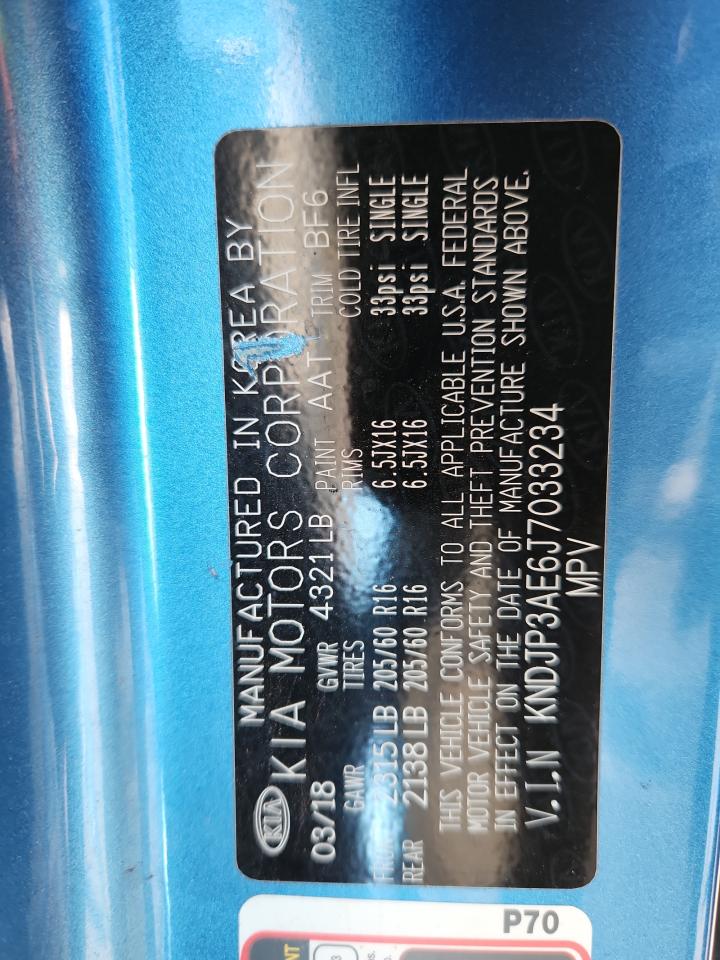 KIA
MANUFACTURED IN KOREA BY
KIA MOTORS CORPORATION
03/18 GVWR 4321LB PAINT AAT TRIM BF6
GAWR TIRES RIMS COLD TIRE INFL
FRONT 2315LB 205/60 R16 6.5JX16 33psi SINGLE
REAR 2138LB 205/60 R16 6.5JX16 33psi SINGLE
THIS VEHICLE CONFORMS TO ALL APPLICABLE U.S.A. FEDERAL
MOTOR VEHICLE SAFETY AND THEFT PREVENTION STANDARDS
IN EFFECT ON THE DATE OF MANUFACTURE SHOWN ABOVE.
V.I.N KNDJP3AE6J7033234
MPV
P70
NT
3